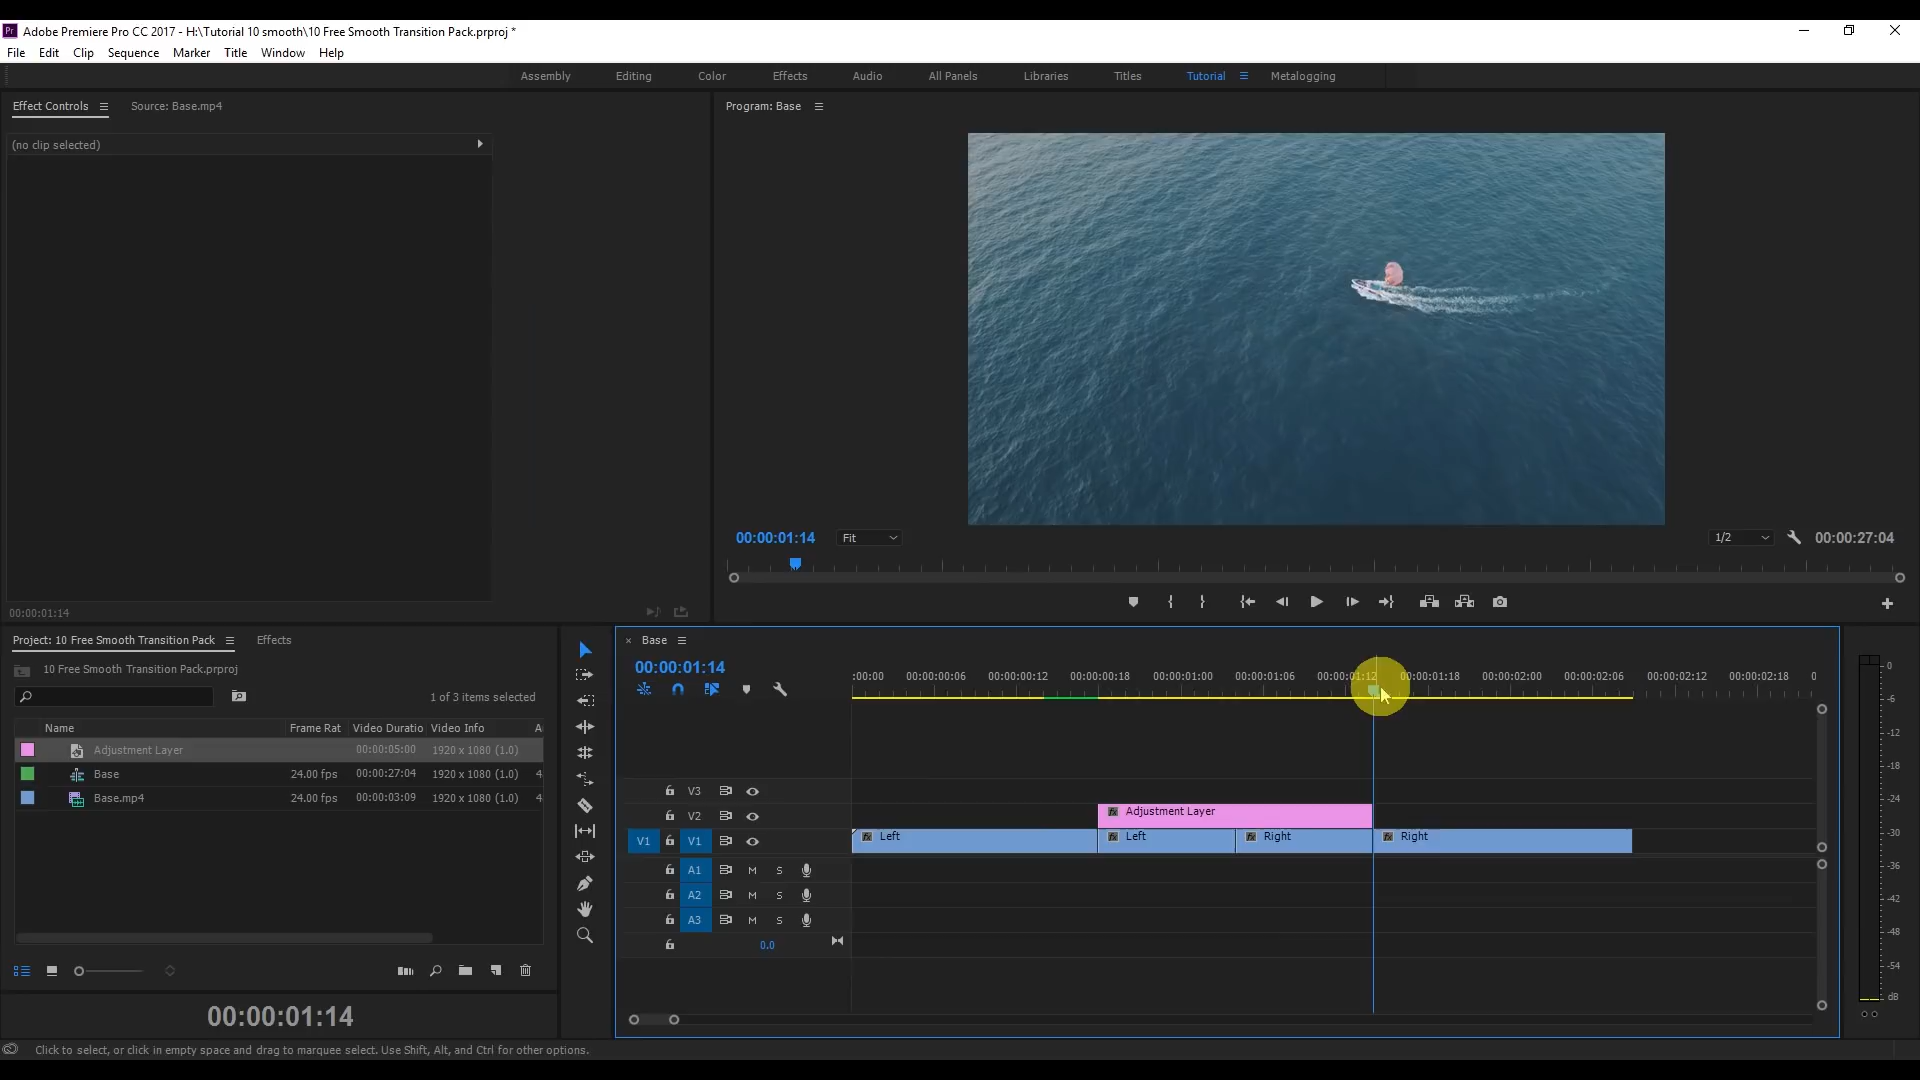 Pr Adobe Premiere Pro CC 2017 - H:\Tutorial 10 smooth\10 Free Smooth Transition Pack.prproj *
File Edit Clip Sequence Marker Title Window Help
Assembly Editing Color Effects Audio All Panels Libraries Titles Tutorial Metalogging
Effect Controls Source: Base.mp4
(no clip selected)
00:00:01:14
Program: Base
00:00:01:14 Fit 1/2 00:00:27:04
Project: 10 Free Smooth Transition Pack Effects
10 Free Smooth Transition Pack.prproj
1 of 3 items selected
Name Frame Rat Video Duratio Video Info A
Adjustment Layer 00:00:05:00 1920 x 1080 (1.0)
Base 24.00 fps 00:00:27:04 1920 x 1080 (1.0) 4
Base.mp4 24.00 fps 00:00:03:09 1920 x 1080 (1.0) 4
00:00:01:14
× Base
00:00:01:14
:00:00 00:00:00:06 00:00:00:12 00:00:00:18 00:00:01:00 00:00:01:06 00:00:01:12 00:00:01:18 00:00:02:00 00:00:02:06 00:00:02:12 00:00:02:18 0
V3
V2 fx Adjustment Layer
V1 V1 fx Left fx Left fx Right fx Right
A1 M S
A2 M S
A3 M S
0.0
0
-6
-12
-18
-24
-30
-36
-42
-48
-54
dB
Click to select, or click in empty space and drag to marquee select. Use Shift, Alt, and Ctrl for other options.